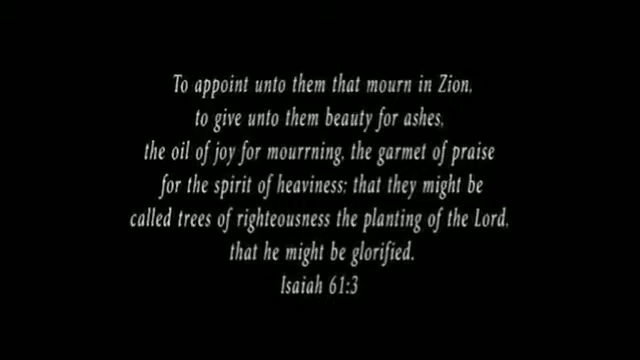 To appoint unto them that mourn in Zion,
to give unto them beauty for ashes,
the oil of joy for mourrning, the garmet of praise
for the spirit of heaviness; that they might be
called trees of righteousness the planting of the Lord,
that he might be glorified.
Isaiah 61:3